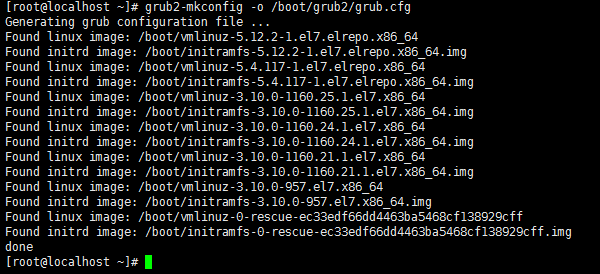 [root@localhost ~]# grub2-mkconfig -o /boot/grub2/grub.cfg
Generating grub configuration file ...
Found linux image: /boot/vmlinuz-5.12.2-1.el7.elrepo.x86_64
Found initrd image: /boot/initramfs-5.12.2-1.el7.elrepo.x86_64.img
Found linux image: /boot/vmlinuz-5.4.117-1.el7.elrepo.x86_64
Found initrd image: /boot/initramfs-5.4.117-1.el7.elrepo.x86_64.img
Found linux image: /boot/vmlinuz-3.10.0-1160.25.1.el7.x86_64
Found initrd image: /boot/initramfs-3.10.0-1160.25.1.el7.x86_64.img
Found linux image: /boot/vmlinuz-3.10.0-1160.24.1.el7.x86_64
Found initrd image: /boot/initramfs-3.10.0-1160.24.1.el7.x86_64.img
Found linux image: /boot/vmlinuz-3.10.0-1160.21.1.el7.x86_64
Found initrd image: /boot/initramfs-3.10.0-1160.21.1.el7.x86_64.img
Found linux image: /boot/vmlinuz-3.10.0-957.el7.x86_64
Found initrd image: /boot/initramfs-3.10.0-957.el7.x86_64.img
Found linux image: /boot/vmlinuz-0-rescue-ec33edf66dd4463ba5468cf138929cff
Found initrd image: /boot/initramfs-0-rescue-ec33edf66dd4463ba5468cf138929cff.img
done
[root@localhost ~]#